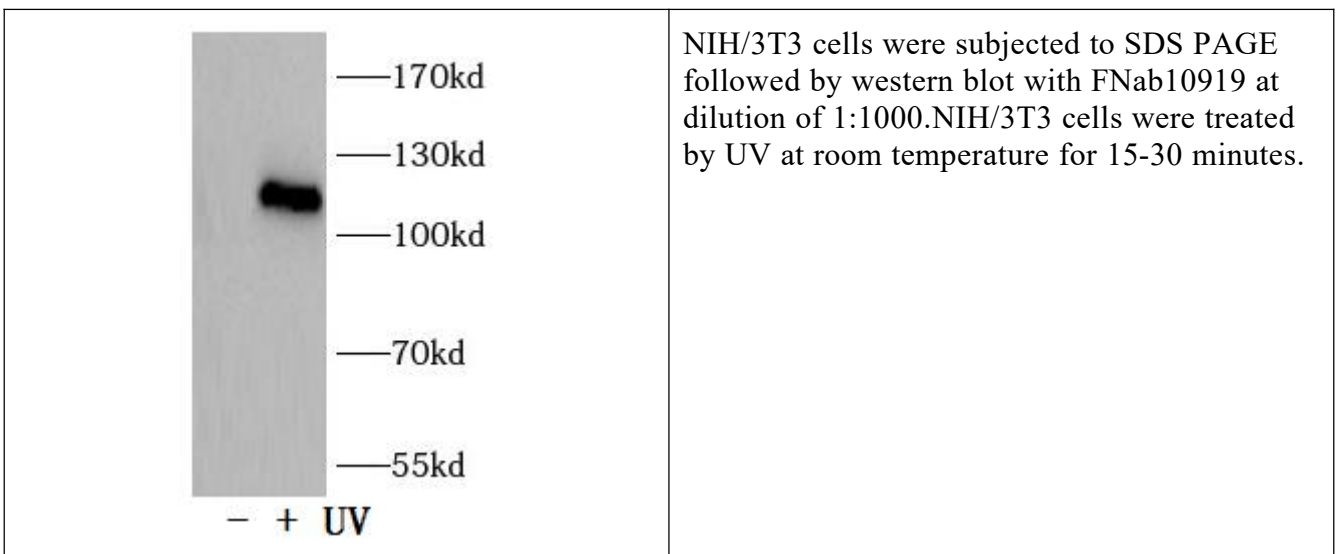 170kd
130kd
100kd
70kd
55kd
− + UV
NIH/3T3 cells were subjected to SDS PAGE
followed by western blot with FNab10919 at
dilution of 1:1000.NIH/3T3 cells were treated
by UV at room temperature for 15-30 minutes.